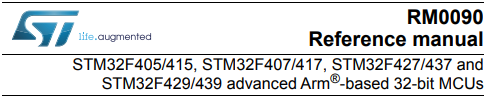 RM0090
life.augmented
Reference manual
STM32F405/415, STM32F407/417, STM32F427/437 and
STM32F429/439 advanced Arm®-based 32-bit MCUs